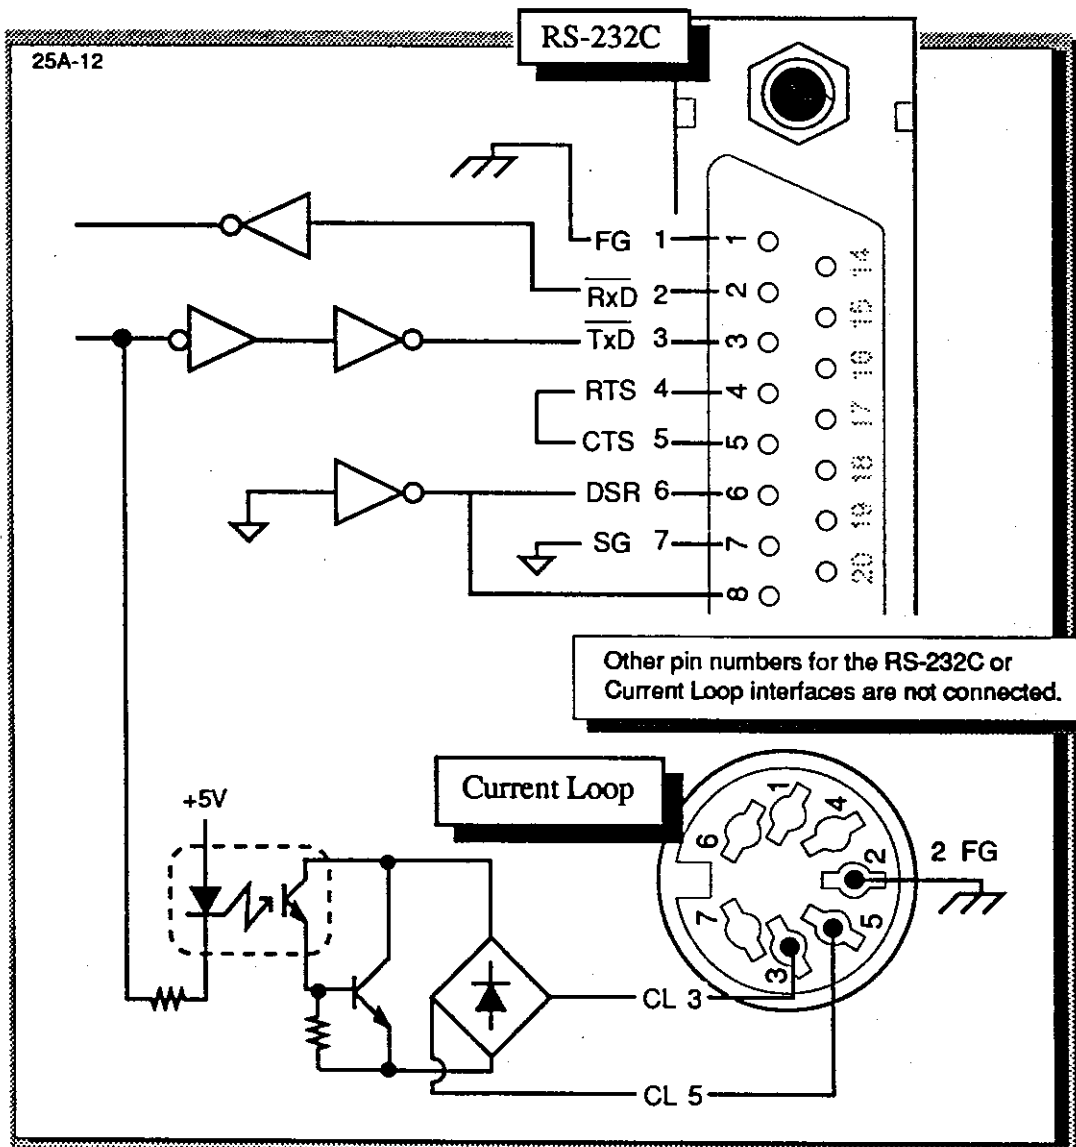 RS-232C
25A-12
FG 1 1
RxD 2 2
TxD 3 3
RTS 4 4
CTS 5 5
DSR 6 6
SG 7 7
8
14
15
16
17
18
19
20
Other pin numbers for the RS-232C or
Current Loop interfaces are not connected.
Current Loop
+5V
1
4
6
2
2 FG
7
5
3
CL 3
CL 5